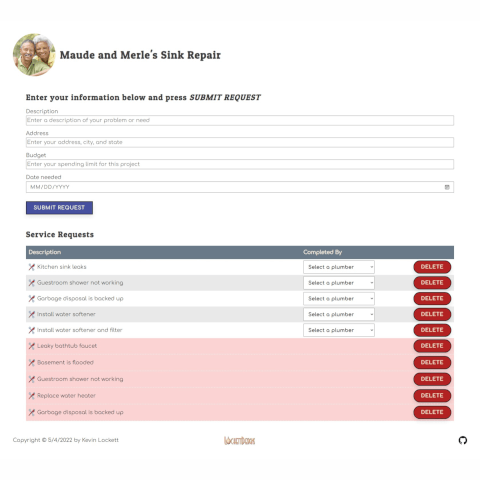 Maude and Merle's Sink Repair
Enter your information below and press SUBMIT REQUEST
Description
Enter a description of your problem or need
Address
Enter your address, city, and state
Budget
Enter your spending limit for this project
Date needed
MM/DD/YYYY
SUBMIT REQUEST
Service Requests
Description Completed By
Kitchen sink leaks Select a plumber DELETE
Guestroom shower not working. Select a plumber DELETE
Garbage disposal is backed up Select a plumber DELETE
Install water softener Select a plumber DELETE
Install water softener and filter Select a plumber DELETE
Leaky bathtub faucet DELETE
Basement is flooded DELETE
Guestroom shower not working. DELETE
Replace water heater DELETE
Garbage disposal is backed up DELETE
Copyright © 5/4/2022 by Kevin Lockett